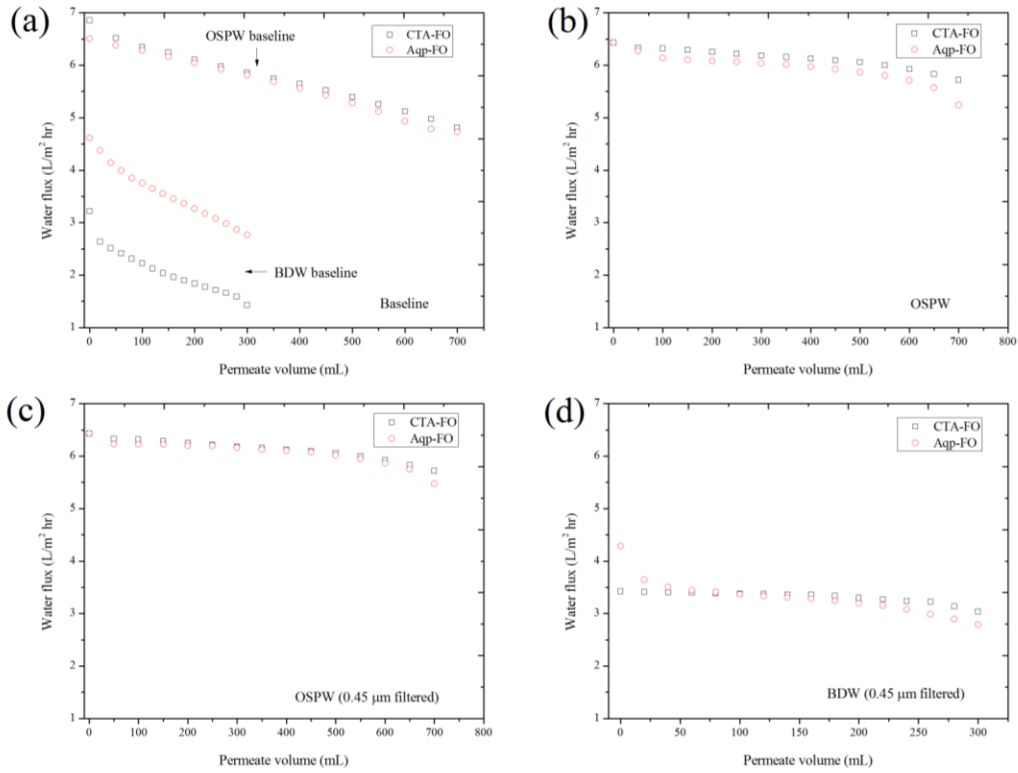 (a)
CTA-FO
Aqp-FO
OSPW baseline
BDW baseline
Baseline
Water flux (L/m² hr)
7
6
5
4
3
2
1
0 100 200 300 400 500 600 700
Permeate volume (mL)
(b)
CTA-FO
Aqp-FO
OSPW
Water flux (L/m² hr)
7
6
5
4
3
2
1
0 100 200 300 400 500 600 700 800
Permeate volume (mL)
(c)
CTA-FO
Aqp-FO
OSPW (0.45 μm filtered)
Water flux (L/m² hr)
7
6
5
4
3
2
1
0 100 200 300 400 500 600 700 800
Permeate volume (mL)
(d)
CTA-FO
Aqp-FO
BDW (0.45 μm filtered)
Water flux (L/m² hr)
7
6
5
4
3
2
1
0 50 100 150 200 250 300
Permeate volume (mL)